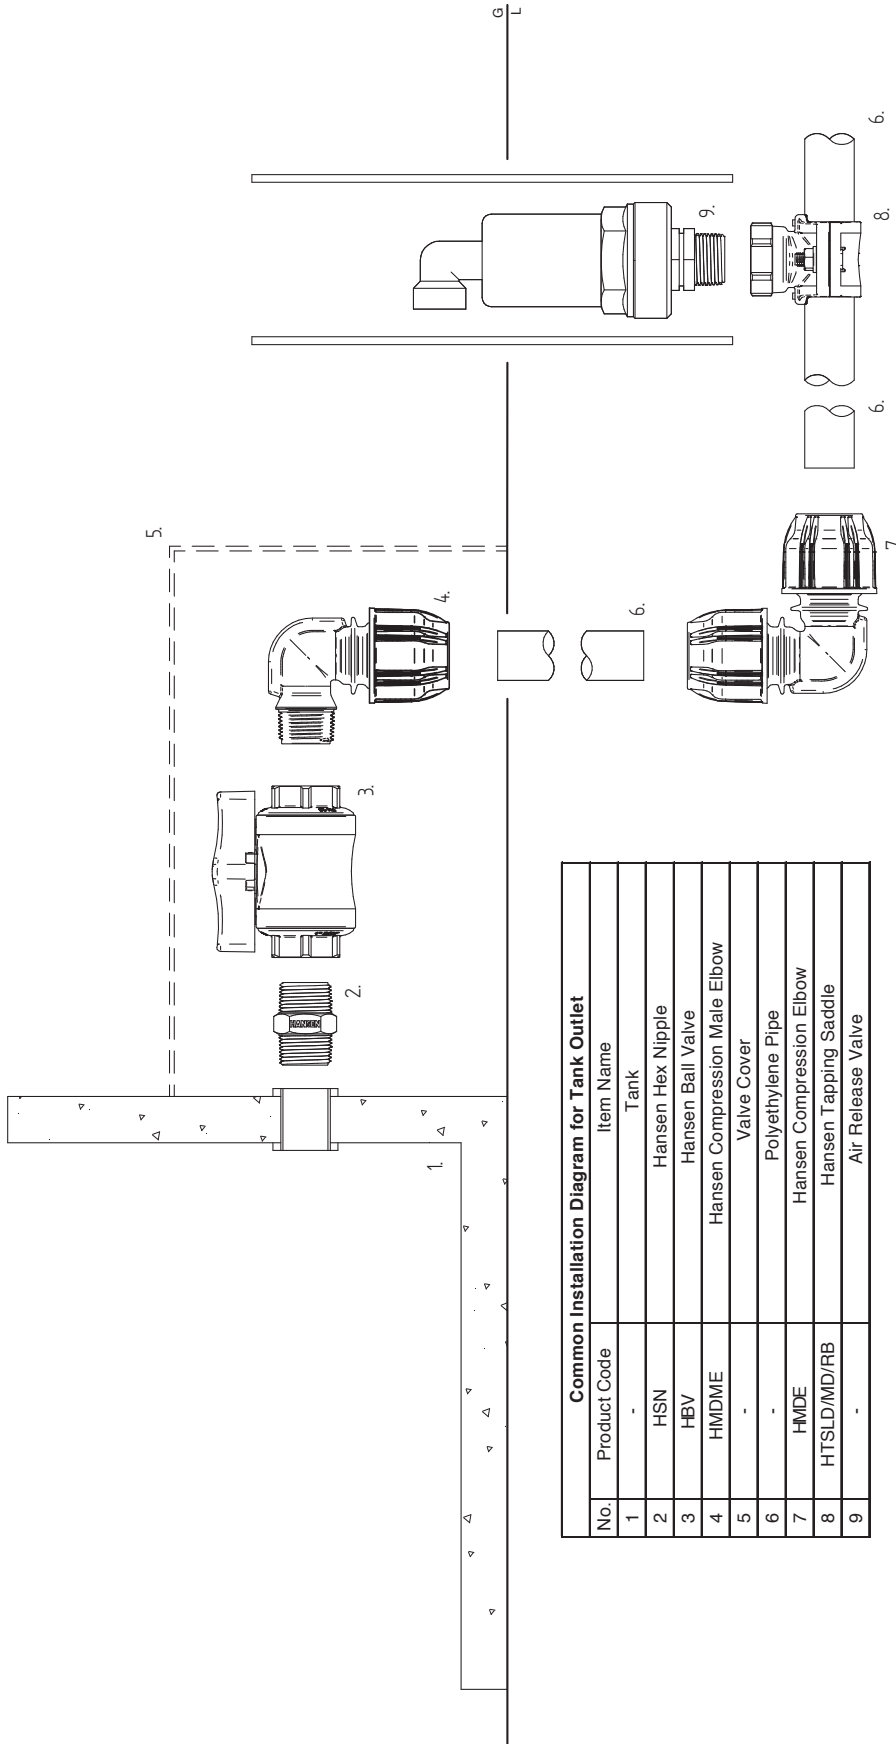 G
L
5.
9.
6.
8.
6.
4.
6.
7.
3.
2.
HANSEN
1.
Common Installation Diagram for Tank Outlet
No. Product Code Item Name
1 - Tank
2 HSN Hansen Hex Nipple
3 HBV Hansen Ball Valve
4 HMDME Hansen Compression Male Elbow
5 - Valve Cover
6 - Polyethylene Pipe
7 HMDE Hansen Compression Elbow
8 HTSLD/MD/RB Hansen Tapping Saddle
9 - Air Release Valve